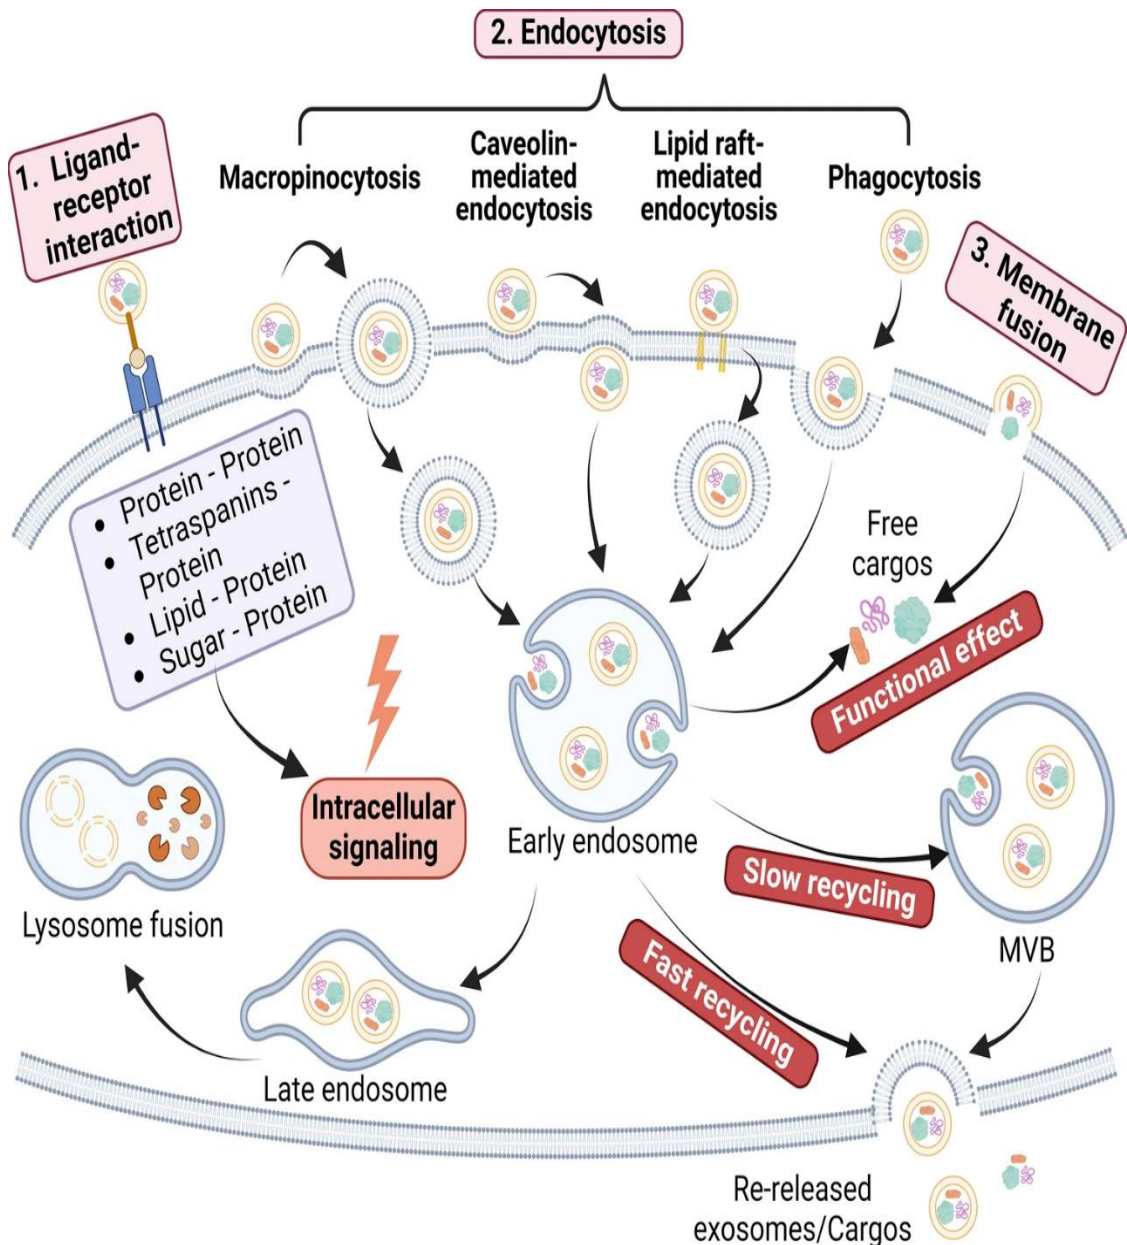 2. Endocytosis
1. Ligand-
receptor
interaction
Macropinocytosis
Caveolin-
mediated
endocytosis
Lipid raft-
mediated
endocytosis
Phagocytosis
3. Membrane
fusion
• Protein - Protein
• Tetraspanins -
Protein
• Lipid - Protein
• Sugar - Protein
Free
cargos
Functional effect
Intracellular
signaling
Early endosome
Lysosome fusion
Slow recycling
MVB
Fast recycling
Late endosome
Re-released
exosomes/Cargos